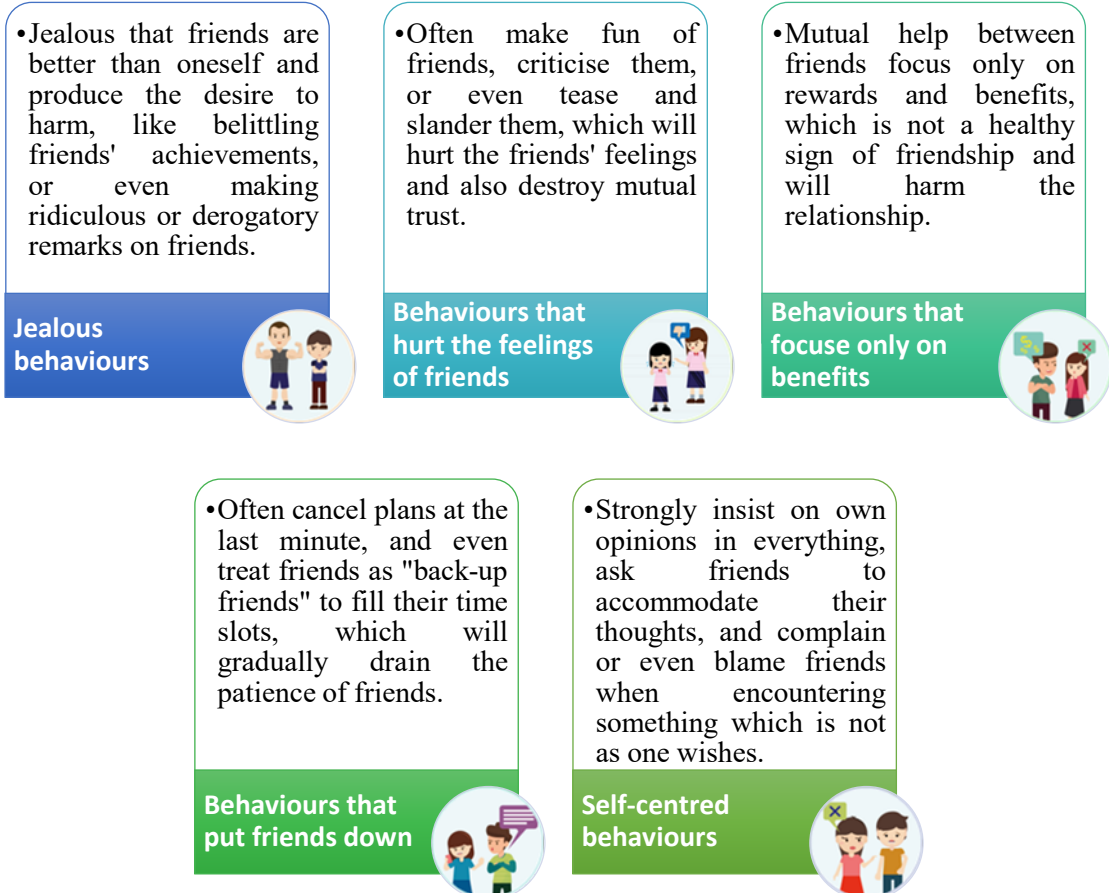 •Jealous that friends are
better than oneself and
produce the desire to
harm, like belittling
friends' achievements,
or even making
ridiculous or derogatory
remarks on friends.
Jealous
behaviours
•Often make fun of
friends, criticise them,
or even tease and
slander them, which will
hurt the friends' feelings
and also destroy mutual
trust.
Behaviours that
hurt the feelings
of friends
•Mutual help between
friends focus only on
rewards and benefits,
which is not a healthy
sign of friendship and
will harm the
relationship.
Behaviours that
focuse only on
benefits
•Often cancel plans at the
last minute, and even
treat friends as "back-up
friends" to fill their time
slots, which will
gradually drain the
patience of friends.
Behaviours that
put friends down
•Strongly insist on own
opinions in everything,
ask friends to
accommodate their
thoughts, and complain
or even blame friends
when encountering
something which is not
as one wishes.
Self-centred
behaviours